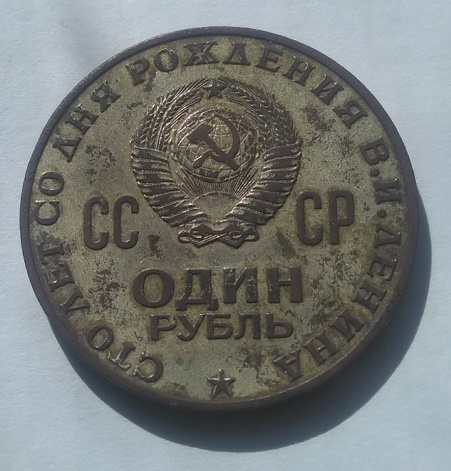 СТО ЛЕТ СО ДНЯ РОЖДЕНИЯ В.И.ЛЕНИНА
СС СР
ОДИН
РУБЛЬ